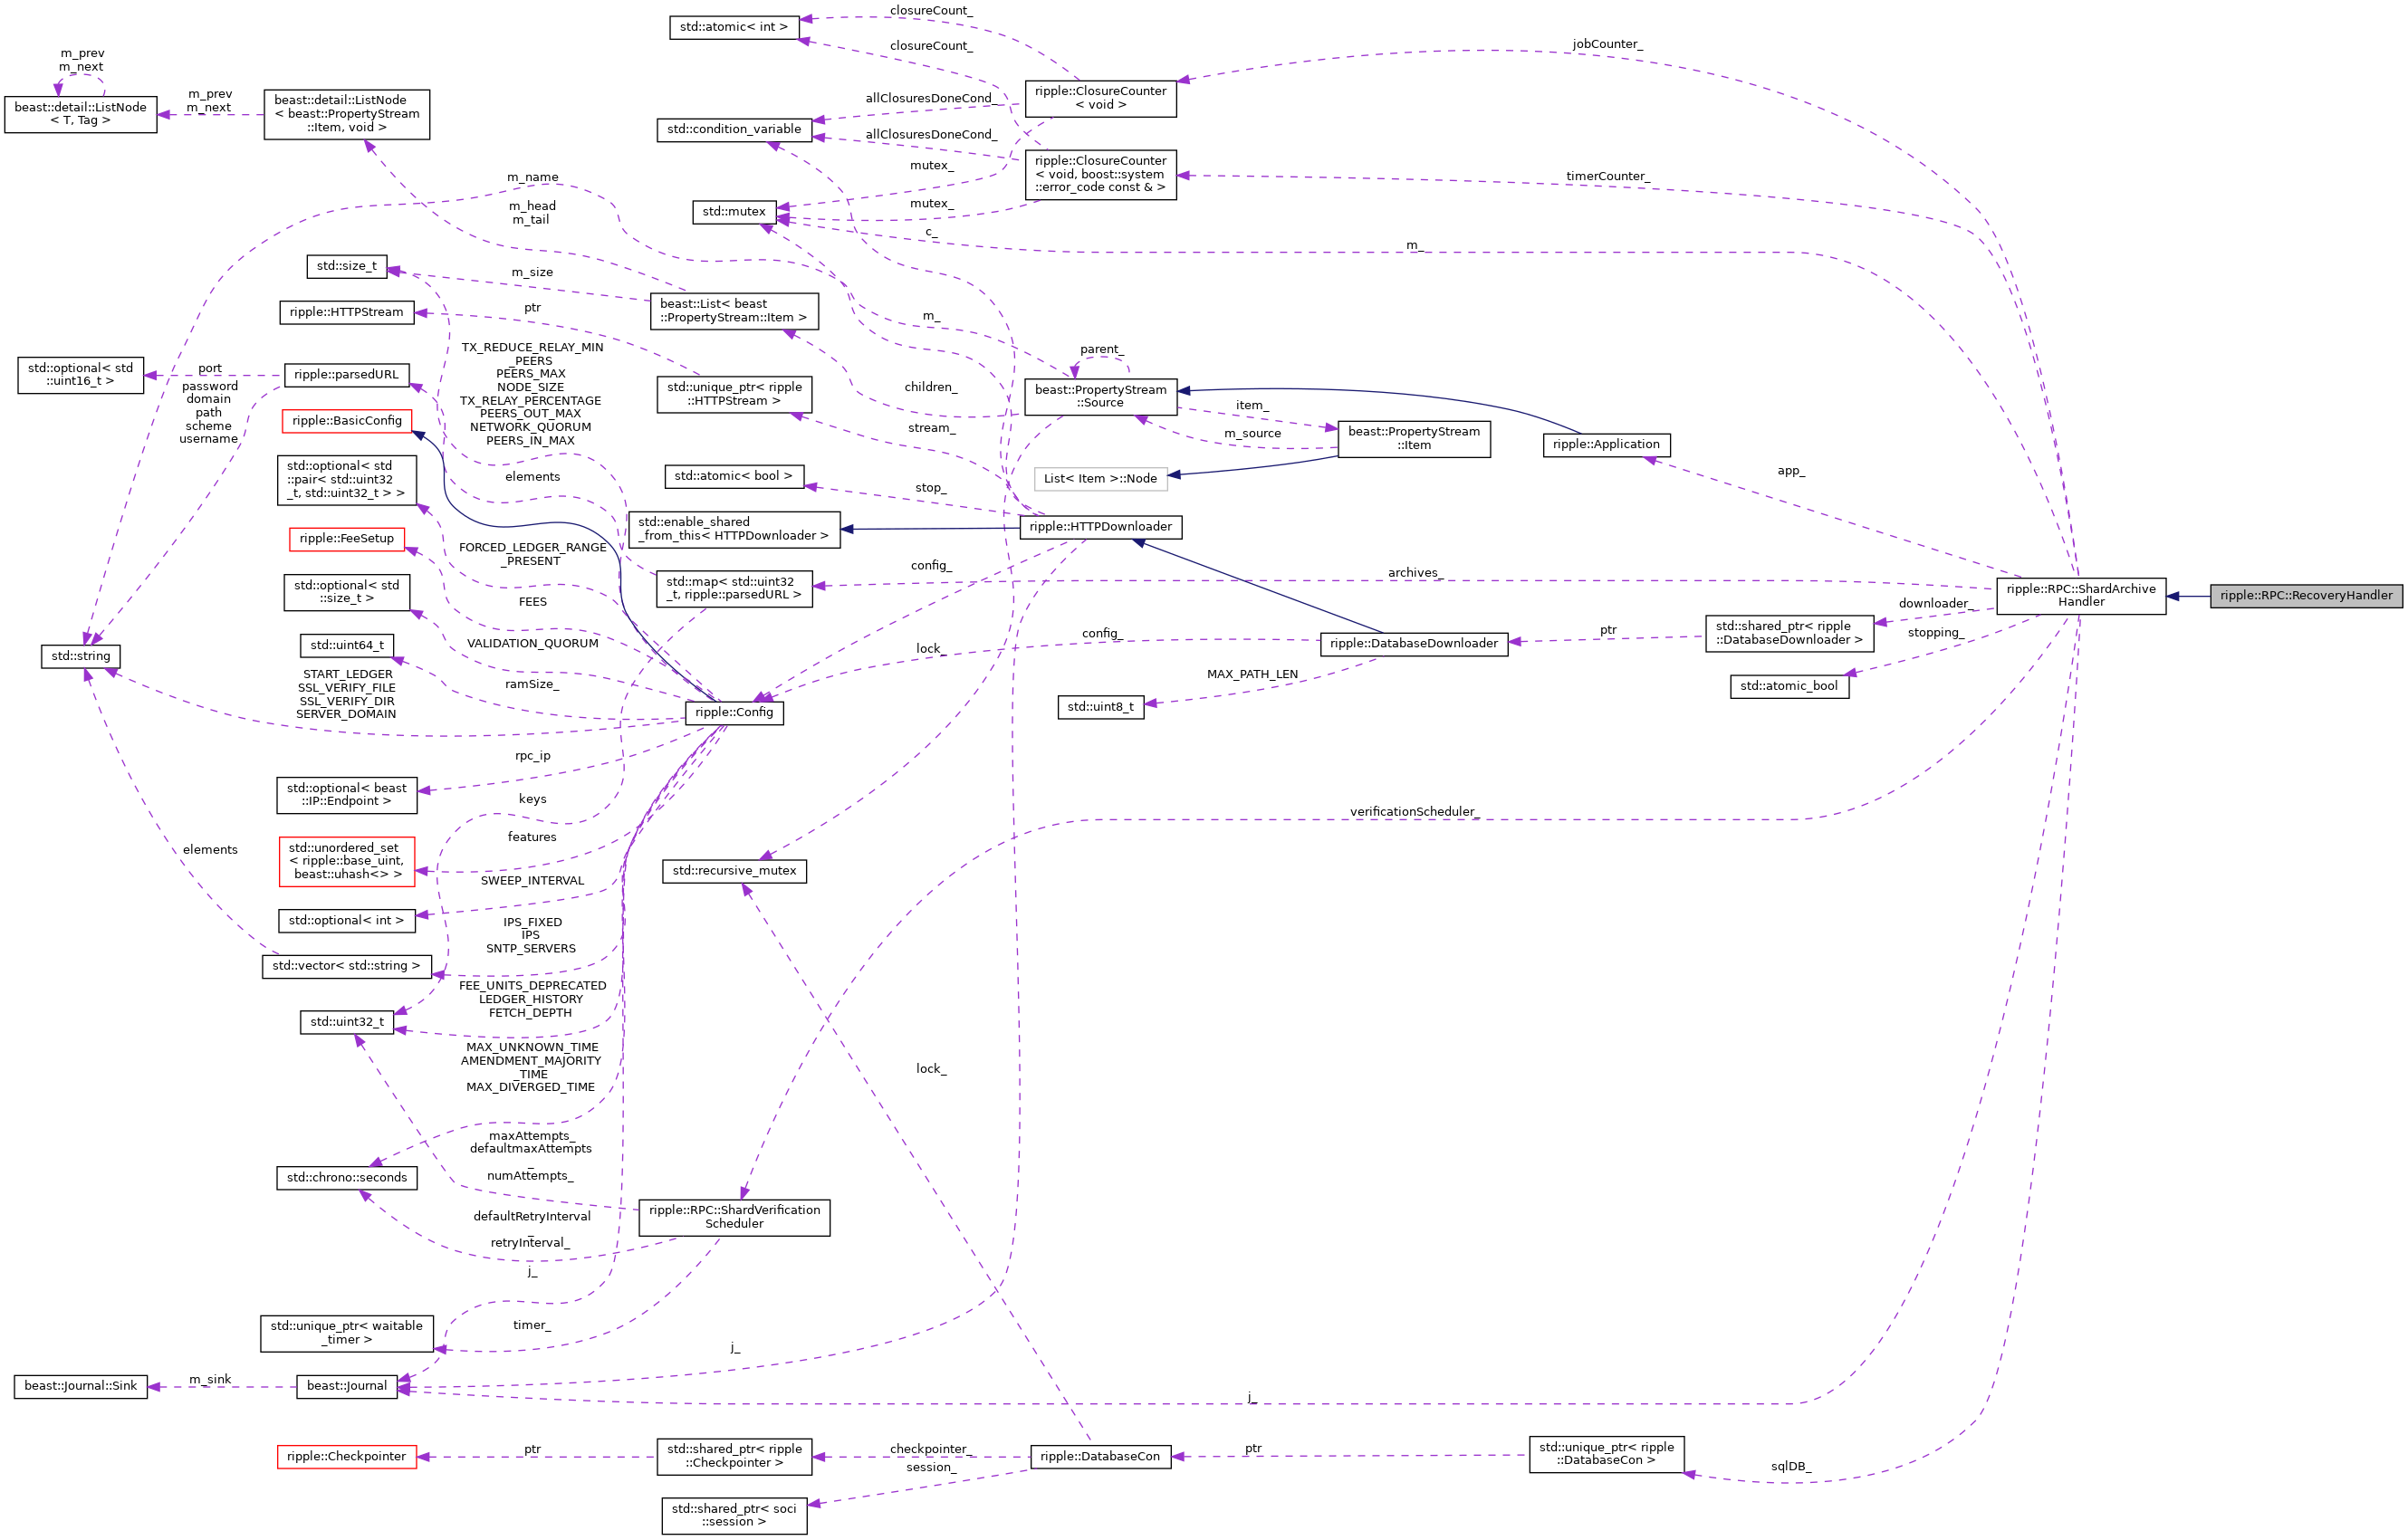 closureCount_
std::atomic< int >
jobCounter_
closureCount_
m_prev
m_next
ripple::ClosureCounter
< void >
m_prev
m_next
beast::detail::ListNode
< beast::PropertyStream
::Item, void >
beast::detail::ListNode
< T, Tag >
allClosuresDoneCond_
std::condition_variable
allClosuresDoneCond_
ripple::ClosureCounter
< void, boost::system
::error_code const & >
mutex_
timerCounter_
m_name
m_head
m_tail
std::mutex
mutex_
c_
m_
std::size_t
m_size
beast::List< beast
::PropertyStream::Item >
ripple::HTTPStream
ptr
m_
TX_REDUCE_RELAY_MIN
_PEERS
PEERS_MAX
NODE_SIZE
TX_RELAY_PERCENTAGE
PEERS_OUT_MAX
NETWORK_QUORUM
PEERS_IN_MAX
parent_
std::optional< std
::uint16_t >
port
ripple::parsedURL
password
domain
path
scheme
username
std::unique_ptr< ripple
::HTTPStream >
children_
beast::PropertyStream
::Source
item_
m_source
beast::PropertyStream
::Item
ripple::Application
ripple::BasicConfig
stream_
std::optional< std
::pair< std::uint32
_t, std::uint32_t > >
elements
std::atomic< bool >
stop_
List< Item >::Node
app_
std::enable_shared
_from_this< HTTPDownloader >
ripple::HTTPDownloader
ripple::FeeSetup
FORCED_LEDGER_RANGE
_PRESENT
config_
archives_
std::optional< std
::size_t >
FEES
std::map< std::uint32
_t, ripple::parsedURL >
ripple::RPC::ShardArchive
Handler
ripple::RPC::RecoveryHandler
downloader_
std::shared_ptr< ripple
::DatabaseDownloader >
stopping_
ptr
config_
ripple::DatabaseDownloader
std::uint64_t
VALIDATION_QUORUM
lock_
std::string
MAX_PATH_LEN
std::atomic_bool
START_LEDGER
SSL_VERIFY_FILE
SSL_VERIFY_DIR
SERVER_DOMAIN
ramSize_
ripple::Config
std::uint8_t
rpc_ip
std::optional< beast
::IP::Endpoint >
keys
verificationScheduler_
features
std::unordered_set
< ripple::base_uint,
beast::uhash<> >
elements
std::recursive_mutex
SWEEP_INTERVAL
std::optional< int >
IPS_FIXED
IPS
SNTP_SERVERS
std::vector< std::string >
FEE_UNITS_DEPRECATED
LEDGER_HISTORY
FETCH_DEPTH
std::uint32_t
MAX_UNKNOWN_TIME
AMENDMENT_MAJORITY
_TIME
MAX_DIVERGED_TIME
lock_
maxAttempts_
defaultmaxAttempts
_
numAttempts_
std::chrono::seconds
ripple::RPC::ShardVerification
Scheduler
defaultRetryInterval
_
retryInterval_
j_
std::unique_ptr< waitable
_timer >
timer_
j_
beast::Journal::Sink
m_sink
beast::Journal
j_
ripple::Checkpointer
ptr
std::shared_ptr< ripple
::Checkpointer >
checkpointer_
session_
ripple::DatabaseCon
ptr
std::unique_ptr< ripple
::DatabaseCon >
sqlDB_
std::shared_ptr< soci
::session >